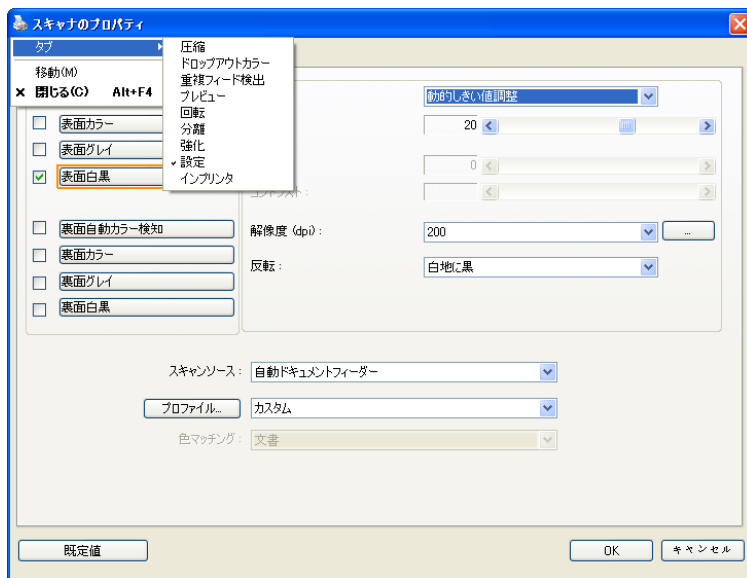 スキャナのプロパティ
タブ
移動(M)
× 閉じる(C) Alt+F4
圧縮
ドロップアウトカラー
重複フィード検出
プレビュー
回転
分離
強化
設定
インプリンタ
動的しきい値調整
表面カラー
20
表面グレイ
0
表面白黒
コントラスト:
裏面自動カラー検知
解像度 (dpi):
200
...
裏面カラー
反転:
白地に黒
裏面グレイ
裏面白黒
スキャンソース:
自動ドキュメントフィーダー
プロファイル...
カスタム
色マッチング:
文書
既定値
OK
キャンセル